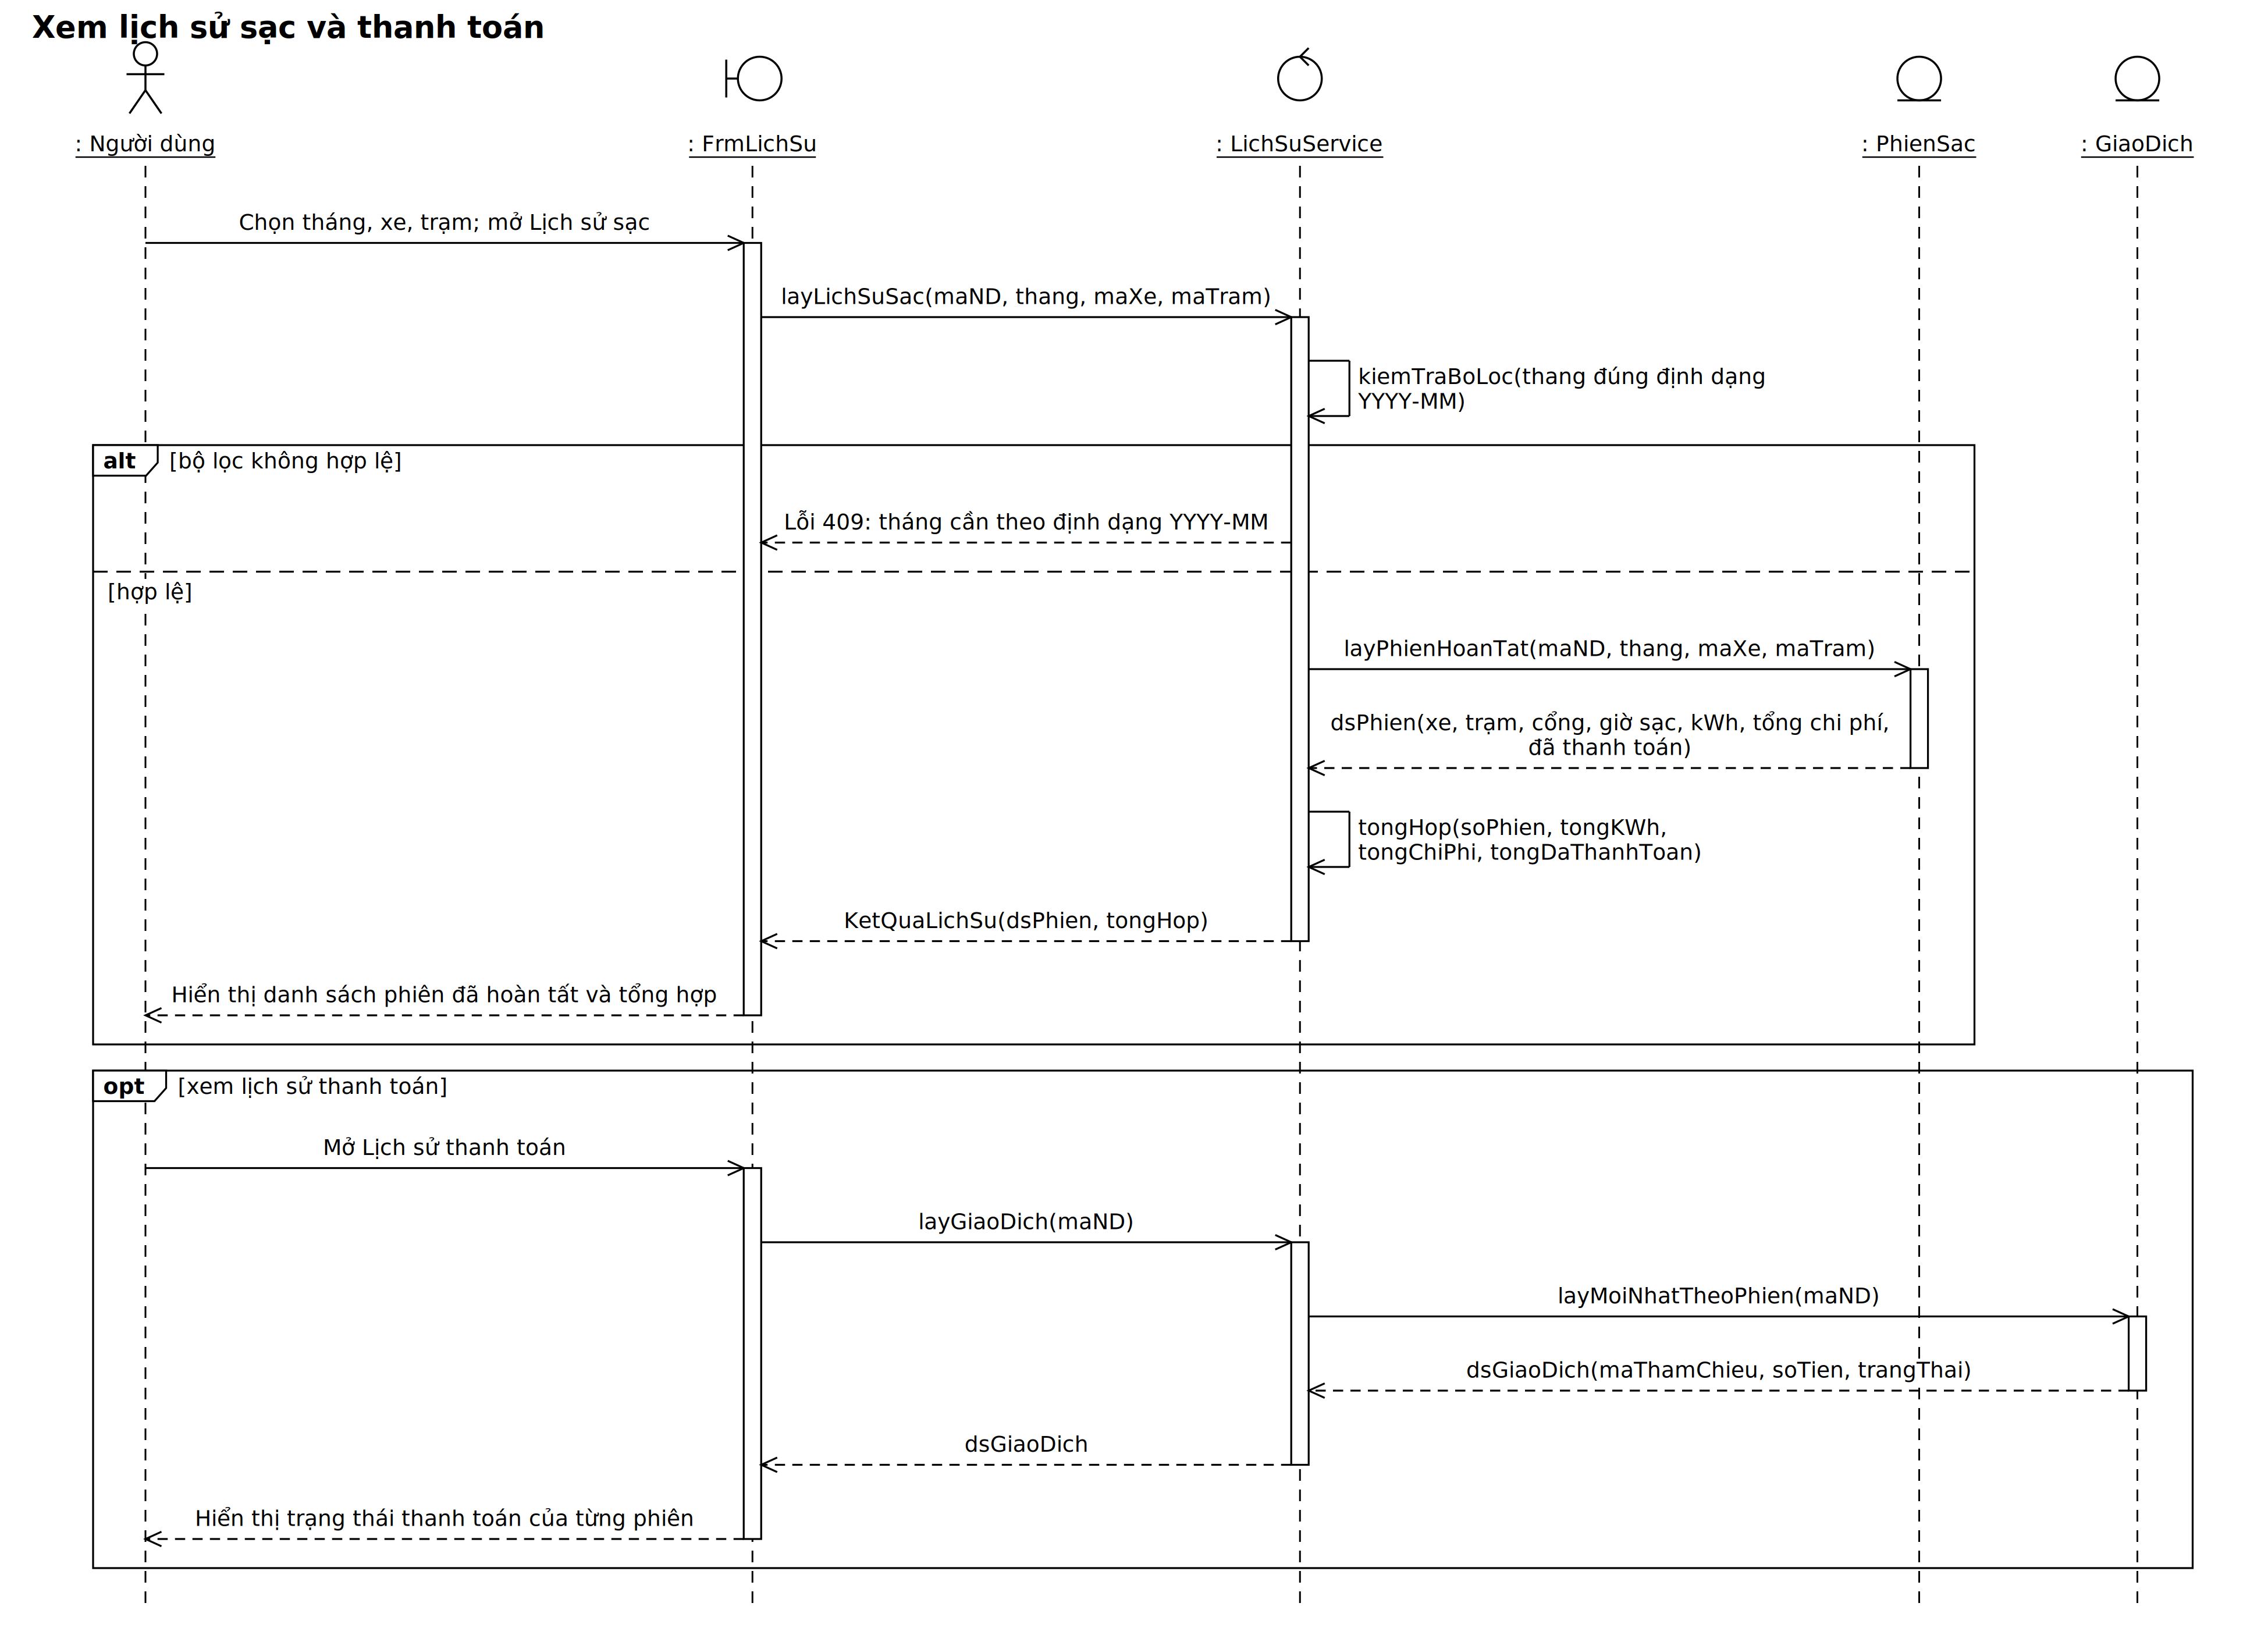 Xem lịch sử sạc và thanh toán
: Người dùng
: FrmLichSu
: LichSuService
: PhienSac
: GiaoDich
Chọn tháng, xe, trạm; mở Lịch sử sạc
layLichSuSac(maND, thang, maXe, maTram)
kiemTraBoLoc(thang đúng định dạng
YYYY-MM)
alt [bộ lọc không hợp lệ]
Lỗi 409: tháng cần theo định dạng YYYY-MM
[hợp lệ]
layPhienHoanTat(maND, thang, maXe, maTram)
dsPhien(xe, trạm, cổng, giờ sạc, kWh, tổng chi phí,
đã thanh toán)
tongHop(soPhien, tongKWh,
tongChiPhi, tongDaThanhToan)
KetQuaLichSu(dsPhien, tongHop)
Hiển thị danh sách phiên đã hoàn tất và tổng hợp
opt [xem lịch sử thanh toán]
Mở Lịch sử thanh toán
layGiaoDich(maND)
layMoiNhatTheoPhien(maND)
dsGiaoDich(maThamChieu, soTien, trangThai)
dsGiaoDich
Hiển thị trạng thái thanh toán của từng phiên